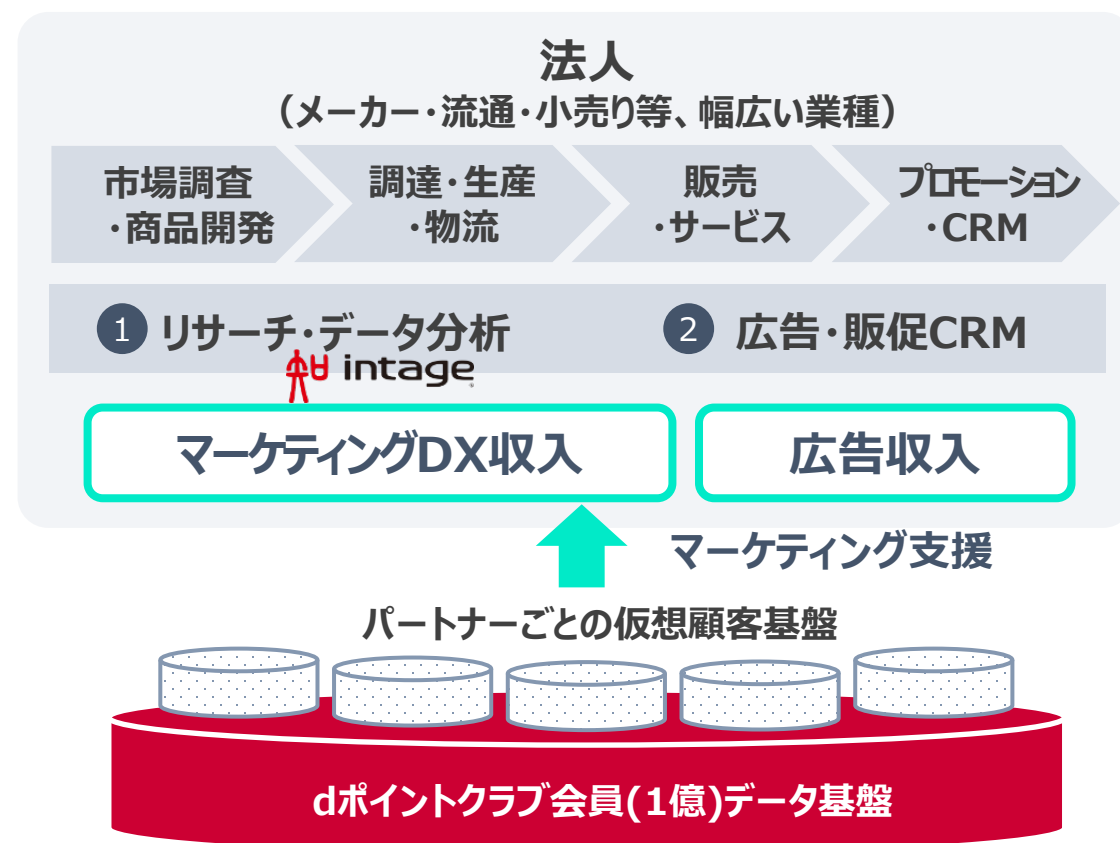 法人
（メーカー・流通・小売り等、幅広い業種）
市場調査
・商品開発
調達・生産
・物流
販売
・サービス
プロモーション
・CRM
1 リサーチ・データ分析
intage
2 広告・販促CRM
マーケティングDX収入
広告収入
マーケティング支援
パートナーごとの仮想顧客基盤
dポイントクラブ会員(1億)データ基盤